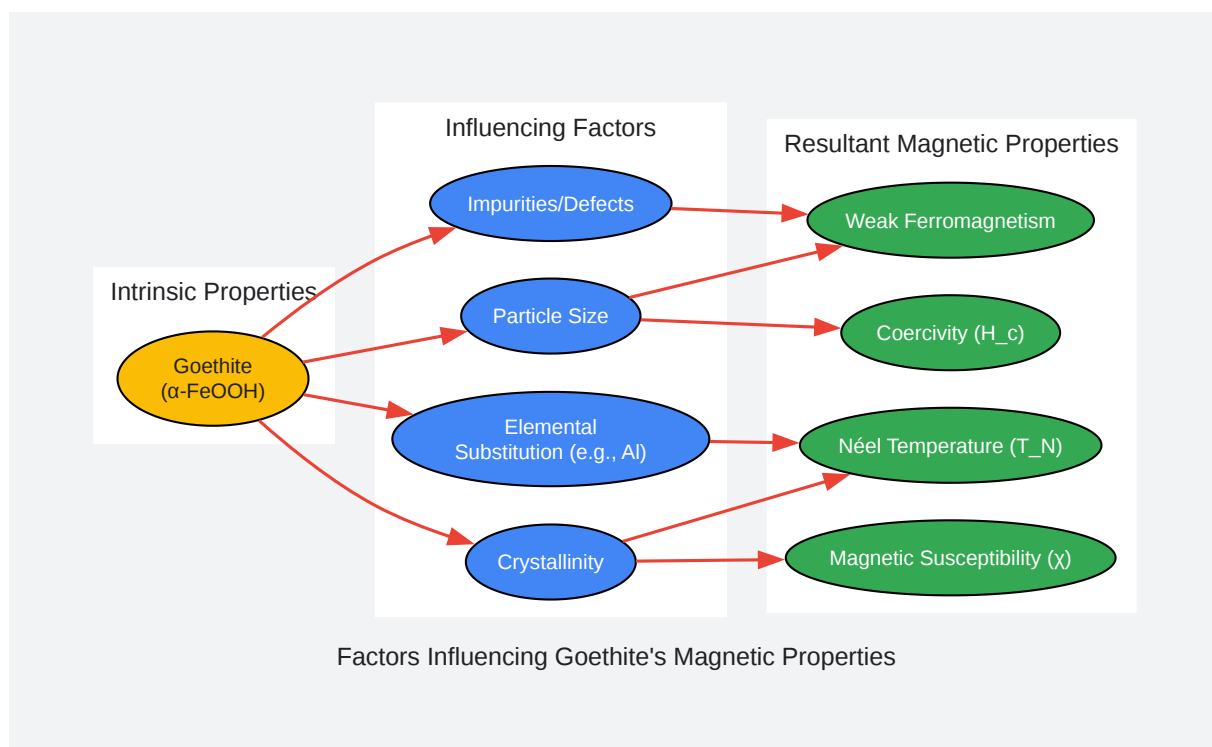 Intrinsic Properties
Goethite
(α-FeOOH)
Influencing Factors
Impurities/Defects
Particle Size
Elemental
Substitution (e.g., Al)
Crystallinity
Resultant Magnetic Properties
Weak Ferromagnetism
Coercivity (H_c)
Néel Temperature (T_N)
Magnetic Susceptibility (χ)
Factors Influencing Goethite's Magnetic Properties